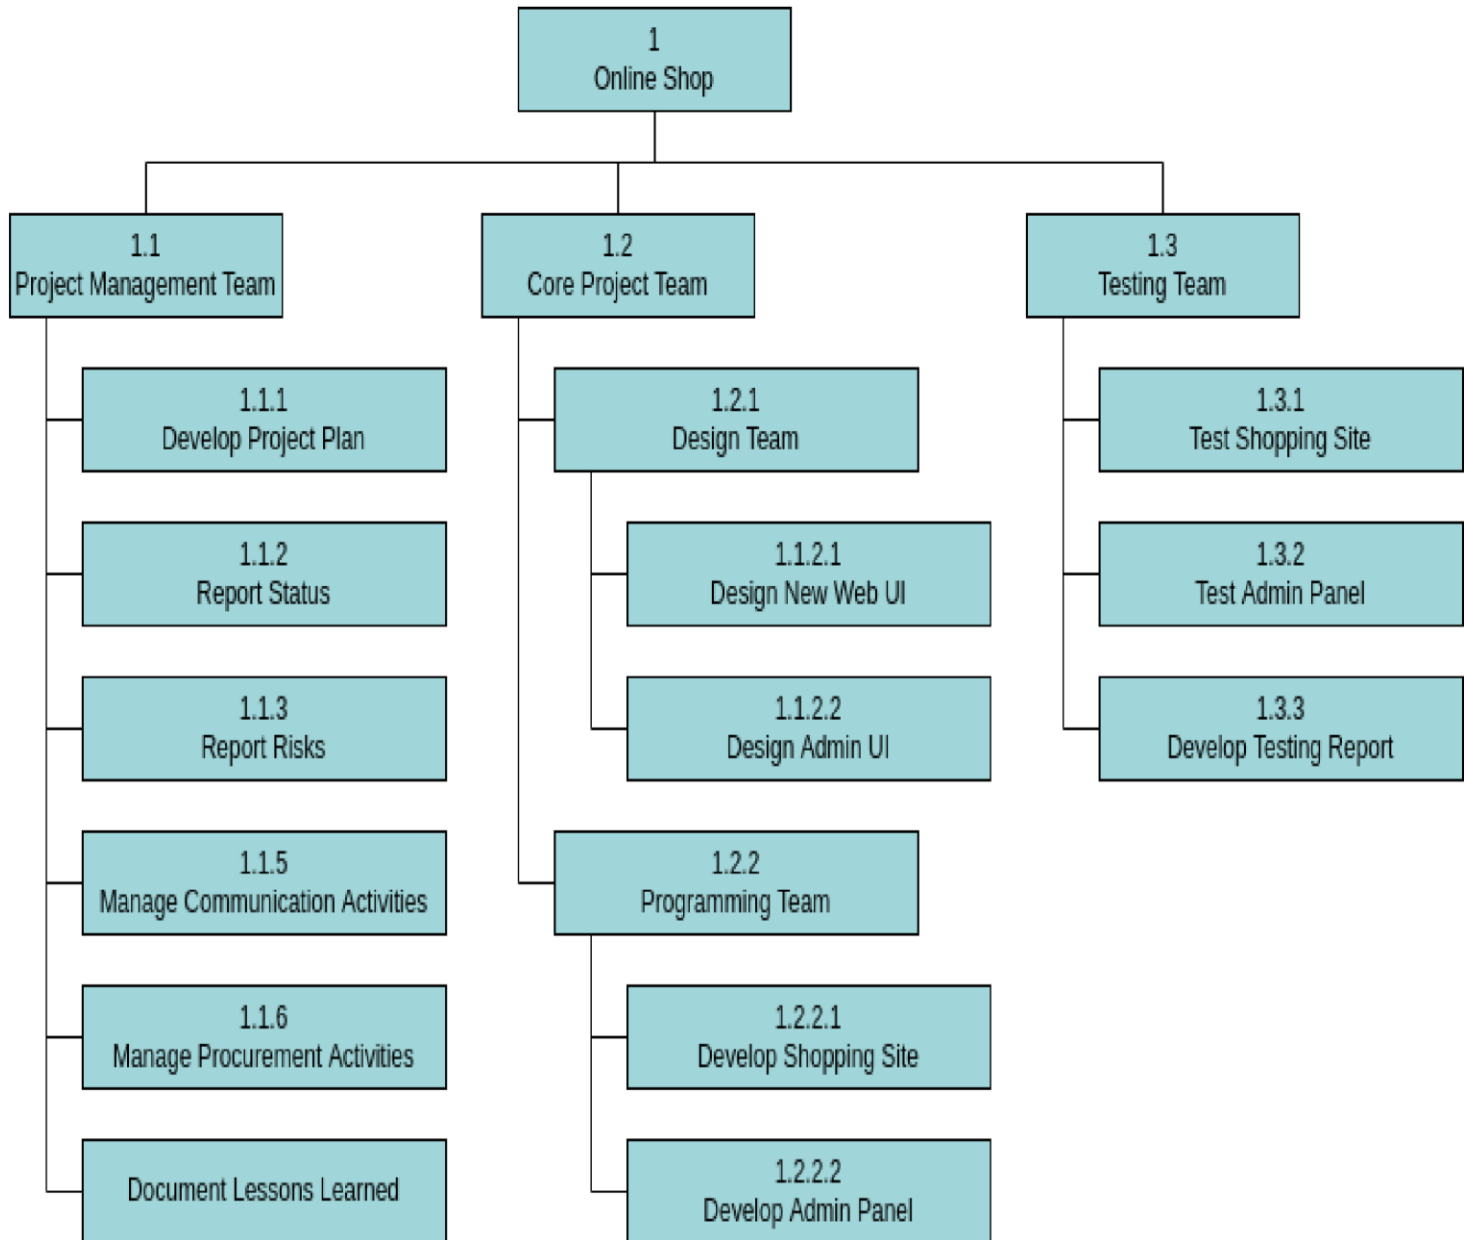 1
Online Shop
1.1
Project Management Team
1.1.1
Develop Project Plan
1.1.2
Report Status
1.1.3
Report Risks
1.1.5
Manage Communication Activities
1.1.6
Manage Procurement Activities
Document Lessons Learned
1.2
Core Project Team
1.2.1
Design Team
1.1.2.1
Design New Web UI
1.1.2.2
Design Admin UI
1.2.2
Programming Team
1.2.2.1
Develop Shopping Site
1.2.2.2
Develop Admin Panel
1.3
Testing Team
1.3.1
Test Shopping Site
1.3.2
Test Admin Panel
1.3.3
Develop Testing Report